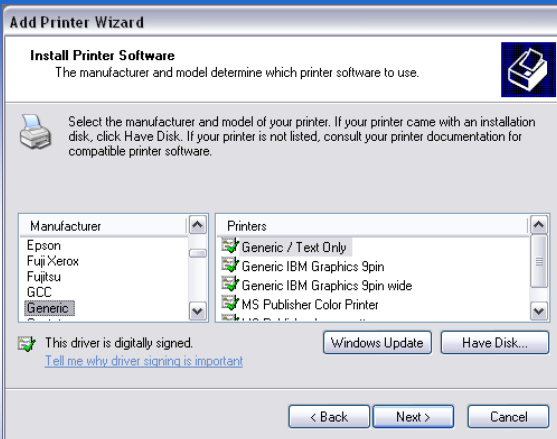 Add Printer Wizard
Install Printer Software
The manufacturer and model determine which printer software to use.
Select the manufacturer and model of your printer. If your printer came with an installation
disk, click Have Disk. If your printer is not listed, consult your printer documentation for
compatible printer software.
Manufacturer
Epson
Fuji Xerox
Fujitsu
GCC
Generic
Printers
Generic / Text Only
Generic IBM Graphics 9pin
Generic IBM Graphics 9pin wide
MS Publisher Color Printer
This driver is digitally signed.
Tell me why driver signing is important
Windows Update
Have Disk...
< Back
Next >
Cancel